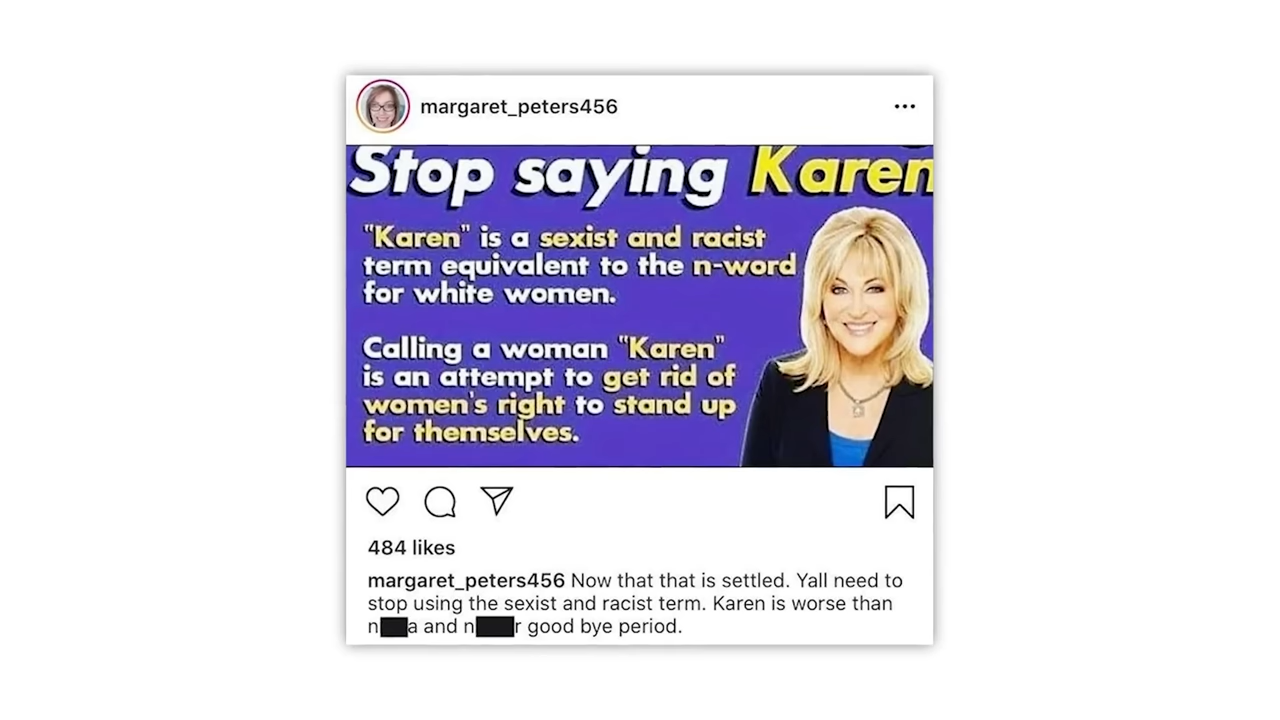 margaret_peters456
Stop saying Karen
"Karen" is a sexist and racist
term equivalent to the n-word
for white women.
Calling a woman "Karen"
is an attempt to get rid of
women's right to stand up
for themselves.
484 likes
margaret_peters456 Now that that is settled. Yall need to
stop using the sexist and racist term. Karen is worse than
n a and n r good bye period.